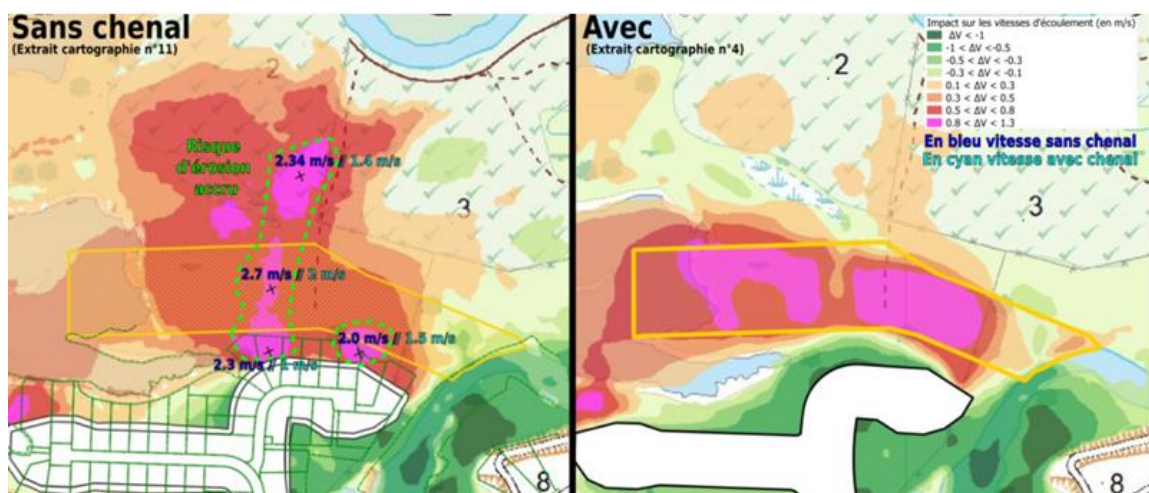 Sans chenal
(Extrait cartographie n°11)
2
Risque
d'érosion
accru
2.34 m/s // 1.4 m/s
3
2.7 m/s // 2 m/s
2.0 m/s // 1.5 m/s
2.3 m/s // 1 m/s
8
Avec
(Extrait cartographie n°4)
2
Impact sur les vitesses d'écoulement (en m/s)
ΔV < -1
-1 < ΔV < -0.5
-0.5 < ΔV < -0.3
-0.3 < ΔV < -0.1
0.1 < ΔV < 0.3
0.3 < ΔV < 0.5
0.5 < ΔV < 0.8
0.8 < ΔV < 1.3
En bleu vitesse sans chenal
En cyan vitesse avec chenal
3
8